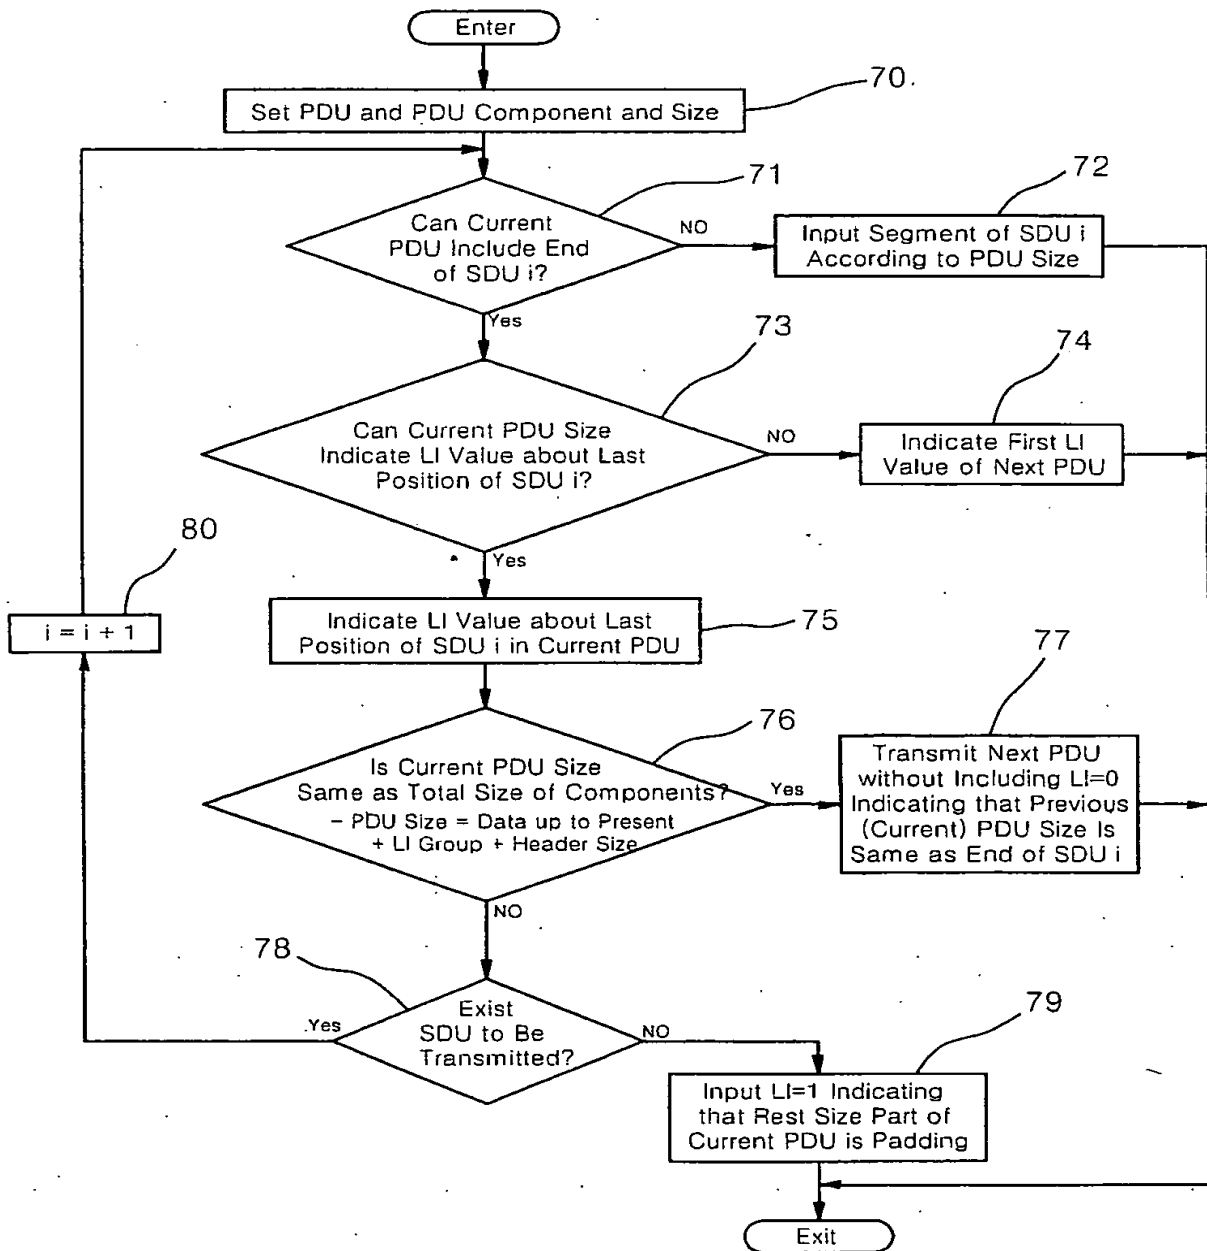 Enter
70.
Set PDU and PDU Component and Size
71
72
Can Current
PDU Include End
of SDU i?
NO
Input Segment of SDU i
According to PDU Size
Yes
73
74
Can Current PDU Size
Indicate LI Value about Last
Position of SDU i?
NO
Indicate First LI
Value of Next PDU
Yes
80
i = i + 1
Indicate LI Value about Last
Position of SDU i in Current PDU
75
77
76
Is Current PDU Size
Same as Total Size of Components?
– PDU Size = Data up to Present
+ LI Group + Header Size
Yes
Transmit Next PDU
without Including LI=0
Indicating that Previous
(Current) PDU Size Is
Same as End of SDU i
NO
78
Exist
SDU to Be
Transmitted?
Yes
NO
79
Input LI=1 Indicating
that Rest Size Part of
Current PDU is Padding
Exit